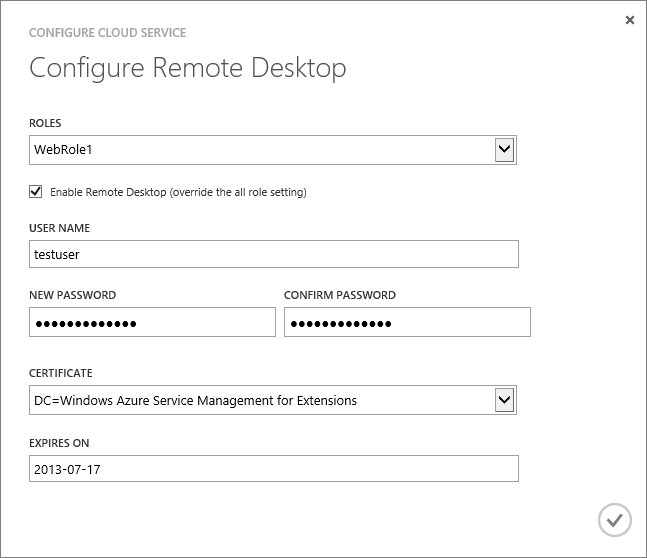 CONFIGURE CLOUD SERVICE
Configure Remote Desktop
ROLES
WebRole1
Enable Remote Desktop (override the all role setting)
USER NAME
testuser
NEW PASSWORD CONFIRM PASSWORD
●●●●●●●●●●●●● ●●●●●●●●●●●●●
CERTIFICATE
DC=Windows Azure Service Management for Extensions
EXPIRES ON
2013-07-17